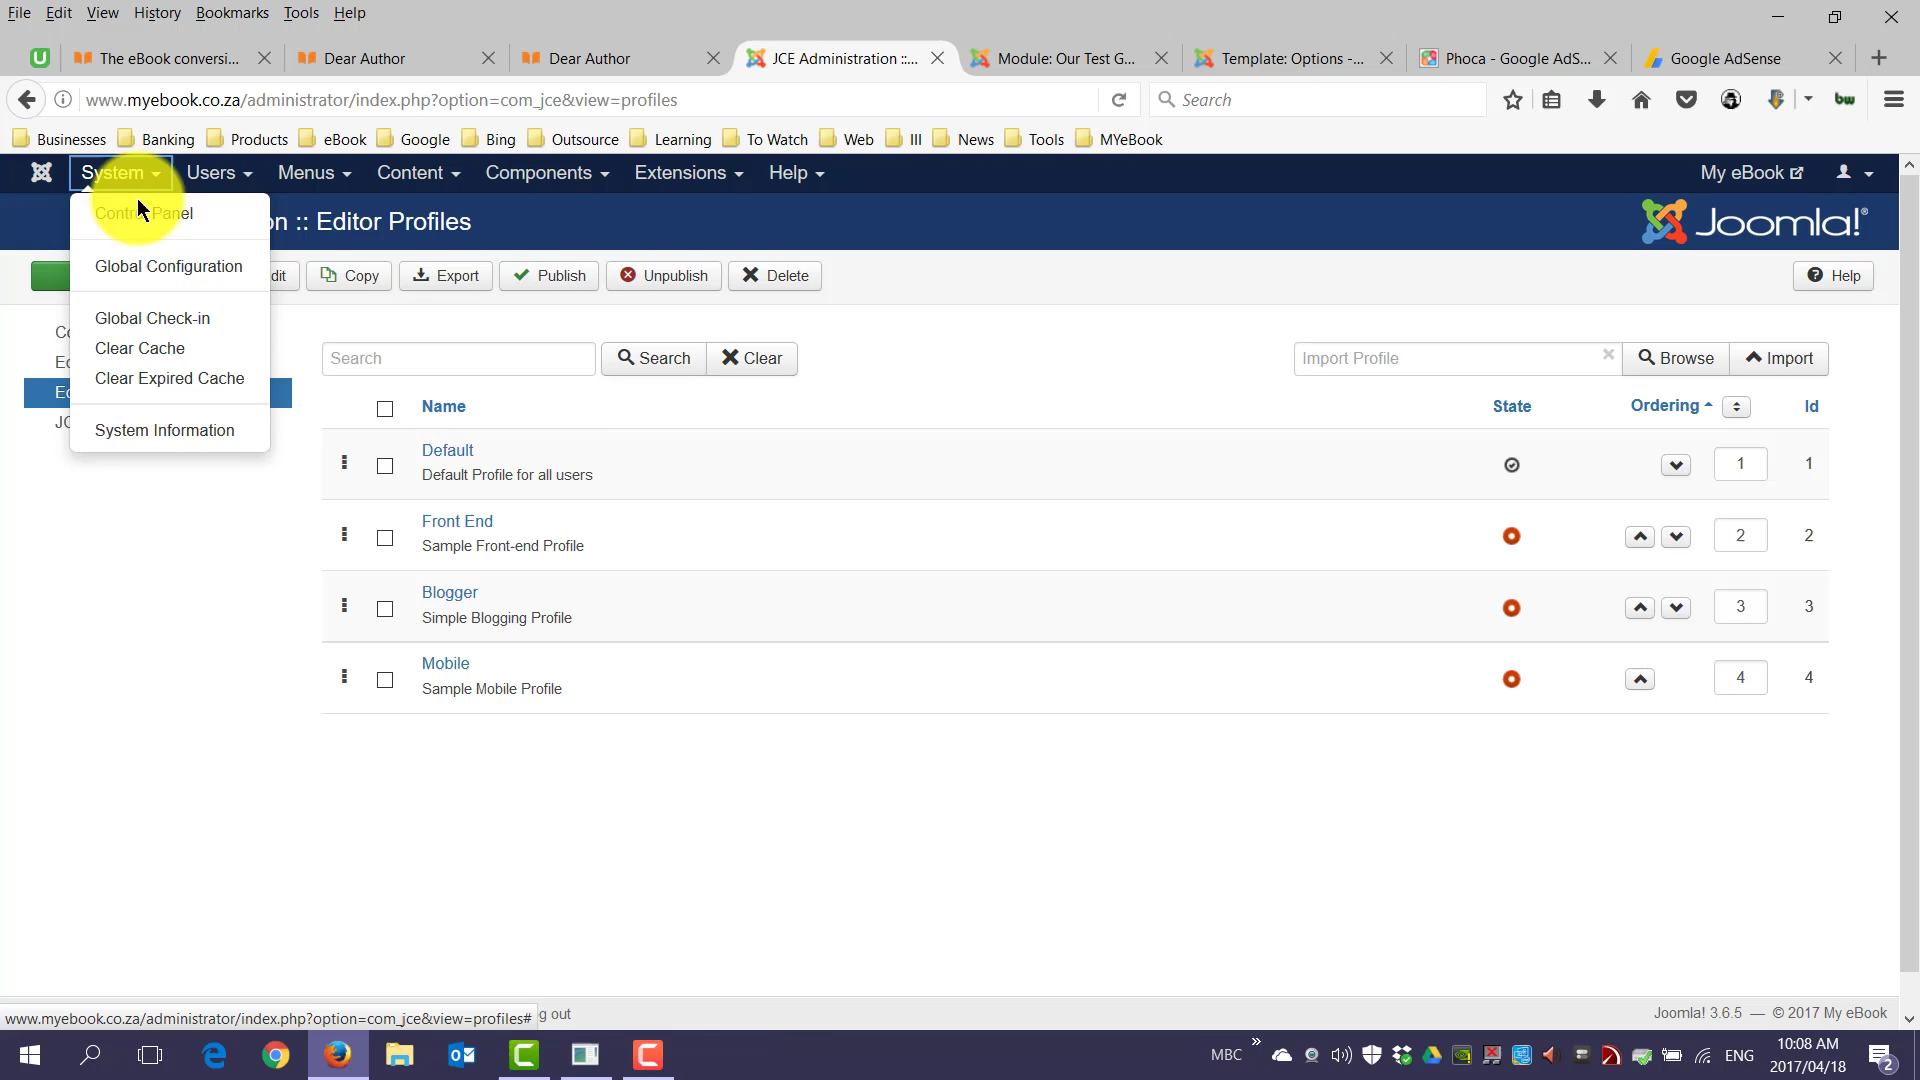 File Edit View History Bookmarks Tools Help
The eBook conversi... Dear Author Dear Author JCE Administration ::... Module: Our Test G... Template: Options -... Phoca - Google AdS... Google AdSense
www.myebook.co.za/administrator/index.php?option=com_jce&view=profiles Search
Businesses Banking Products eBook Google Bing Outsource Learning To Watch Web III News Tools MYeBook
System Users Menus Content Components Extensions Help My eBook
Control Panel
on :: Editor Profiles Joomla!®
Global Configuration
dit Copy Export Publish Unpublish Delete Help
Global Check-in
Clear Cache
Clear Expired Cache
System Information
Search Search Clear Import Profile Browse Import
Name State Ordering Id
Default 1 1
Default Profile for all users
Front End 2 2
Sample Front-end Profile
Blogger 3 3
Simple Blogging Profile
Mobile 4 4
Sample Mobile Profile
www.myebook.co.za/administrator/index.php?option=com_jce&view=profiles# g out Joomla! 3.6.5 — © 2017 My eBook
MBC ENG 10:08 AM
2017/04/18 2